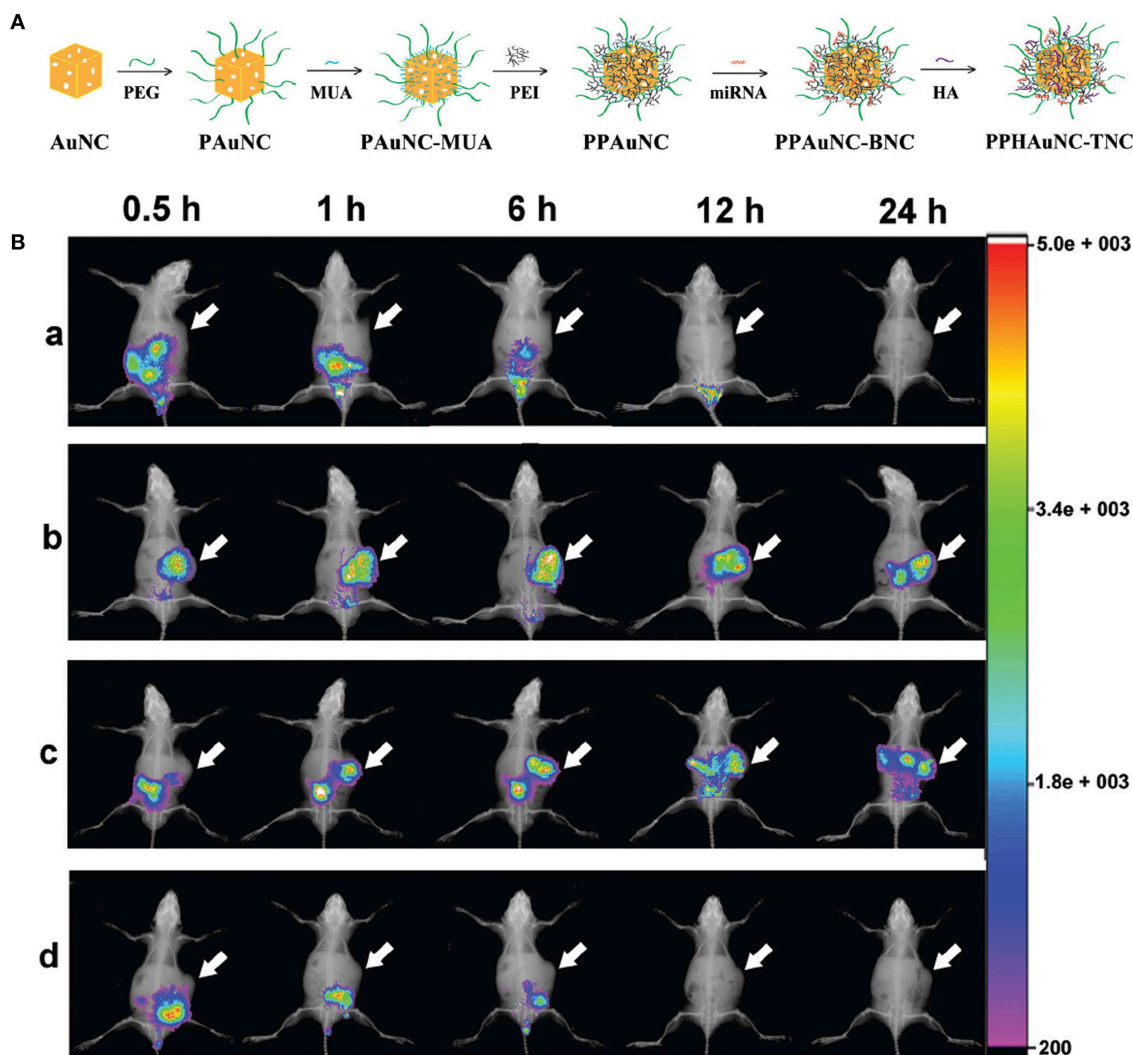 A
PEG MUA PEI miRNA HA
AuNC PAuNC PAuNC-MUA PPAuNC PPAuNC-BNC PPHAuNC-TNC
0.5 h 1 h 6 h 12 h 24 h
B
5.0e + 003
a
3.4e + 003
b
c
1.8e + 003
d
200